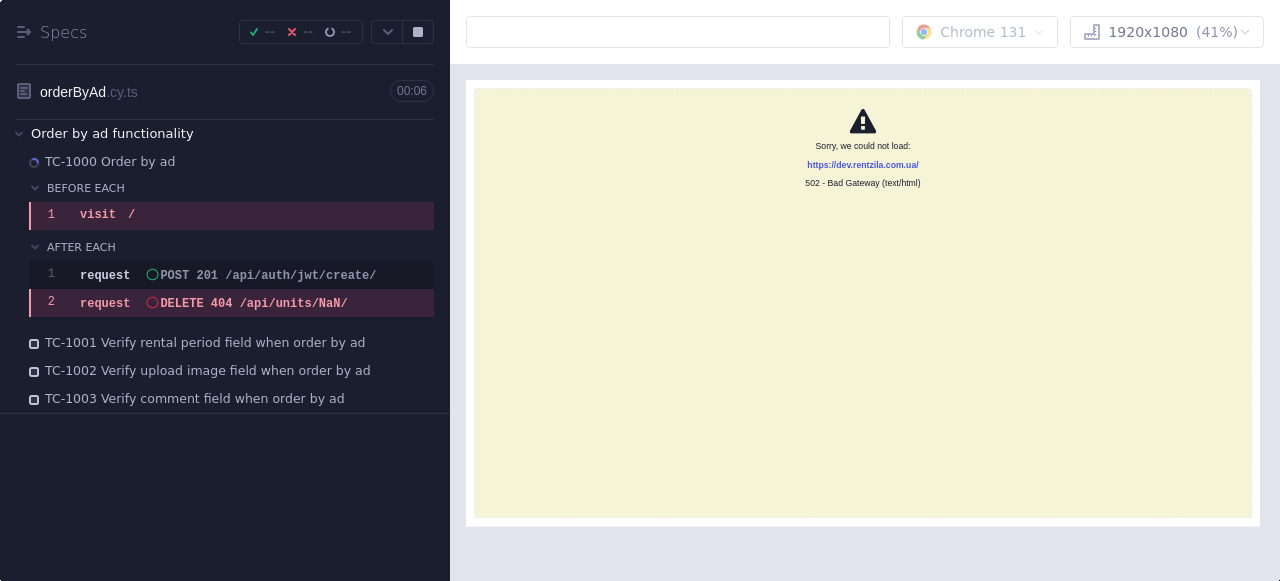 Specs
-- -- --
Chrome 131
1920x1080 (41%)
orderByAd.cy.ts
00:06
Order by ad functionality
TC-1000 Order by ad
BEFORE EACH
1 visit /
AFTER EACH
1 request POST 201 /api/auth/jwt/create/
2 request DELETE 404 /api/units/NaN/
TC-1001 Verify rental period field when order by ad
TC-1002 Verify upload image field when order by ad
TC-1003 Verify comment field when order by ad
Sorry, we could not load:
https://dev.rentzila.com.ua/
502 - Bad Gateway (text/html)